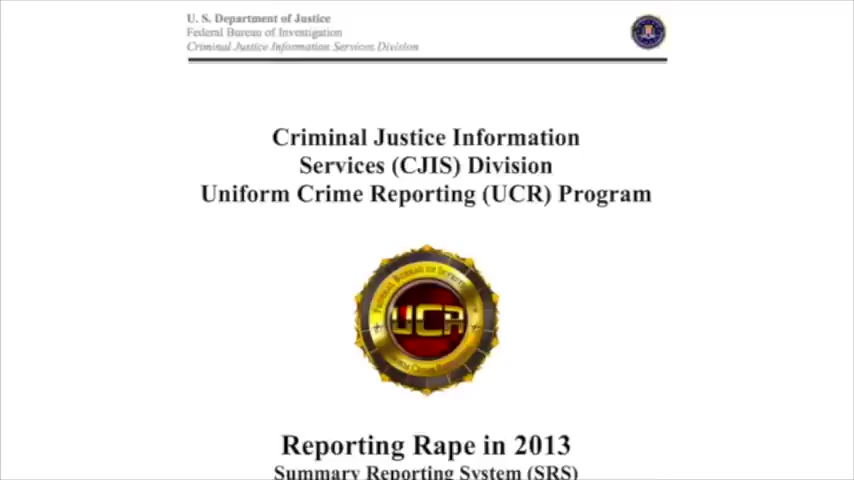 U. S. Department of Justice
Federal Bureau of Investigation
Criminal Justice Information Services Division
Criminal Justice Information
Services (CJIS) Division
Uniform Crime Reporting (UCR) Program
UCR
Reporting Rape in 2013
Summary Reporting System (SRS)